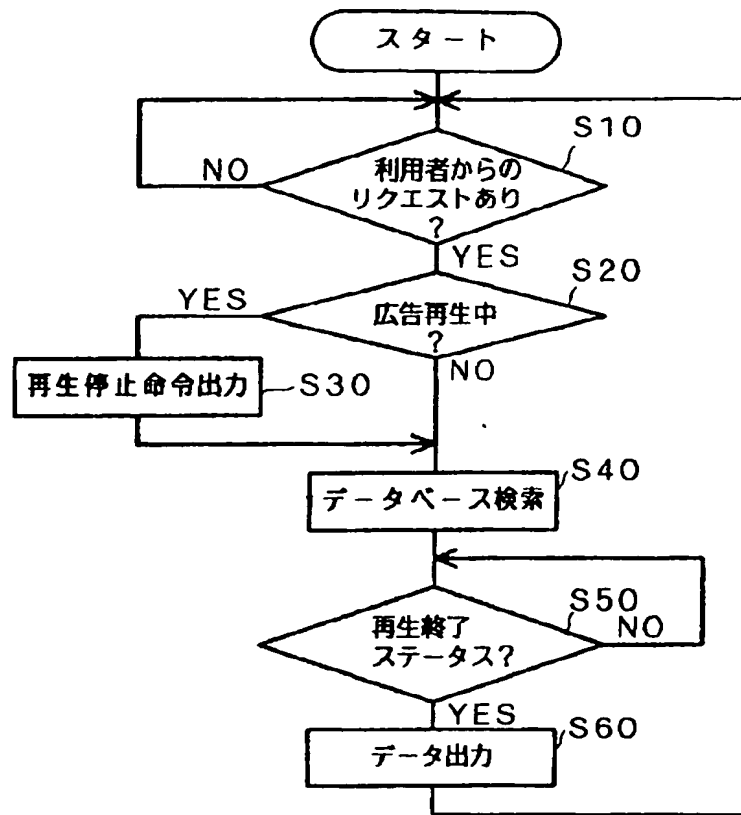 スタート
S10
NO
利用者からの
リクエストあり
?
YES
S20
YES
広告再生中
?
NO
再生停止命令出力
S30
S40
データベース検索
S50
再生終了
ステータス?
NO
YES
S60
データ出力